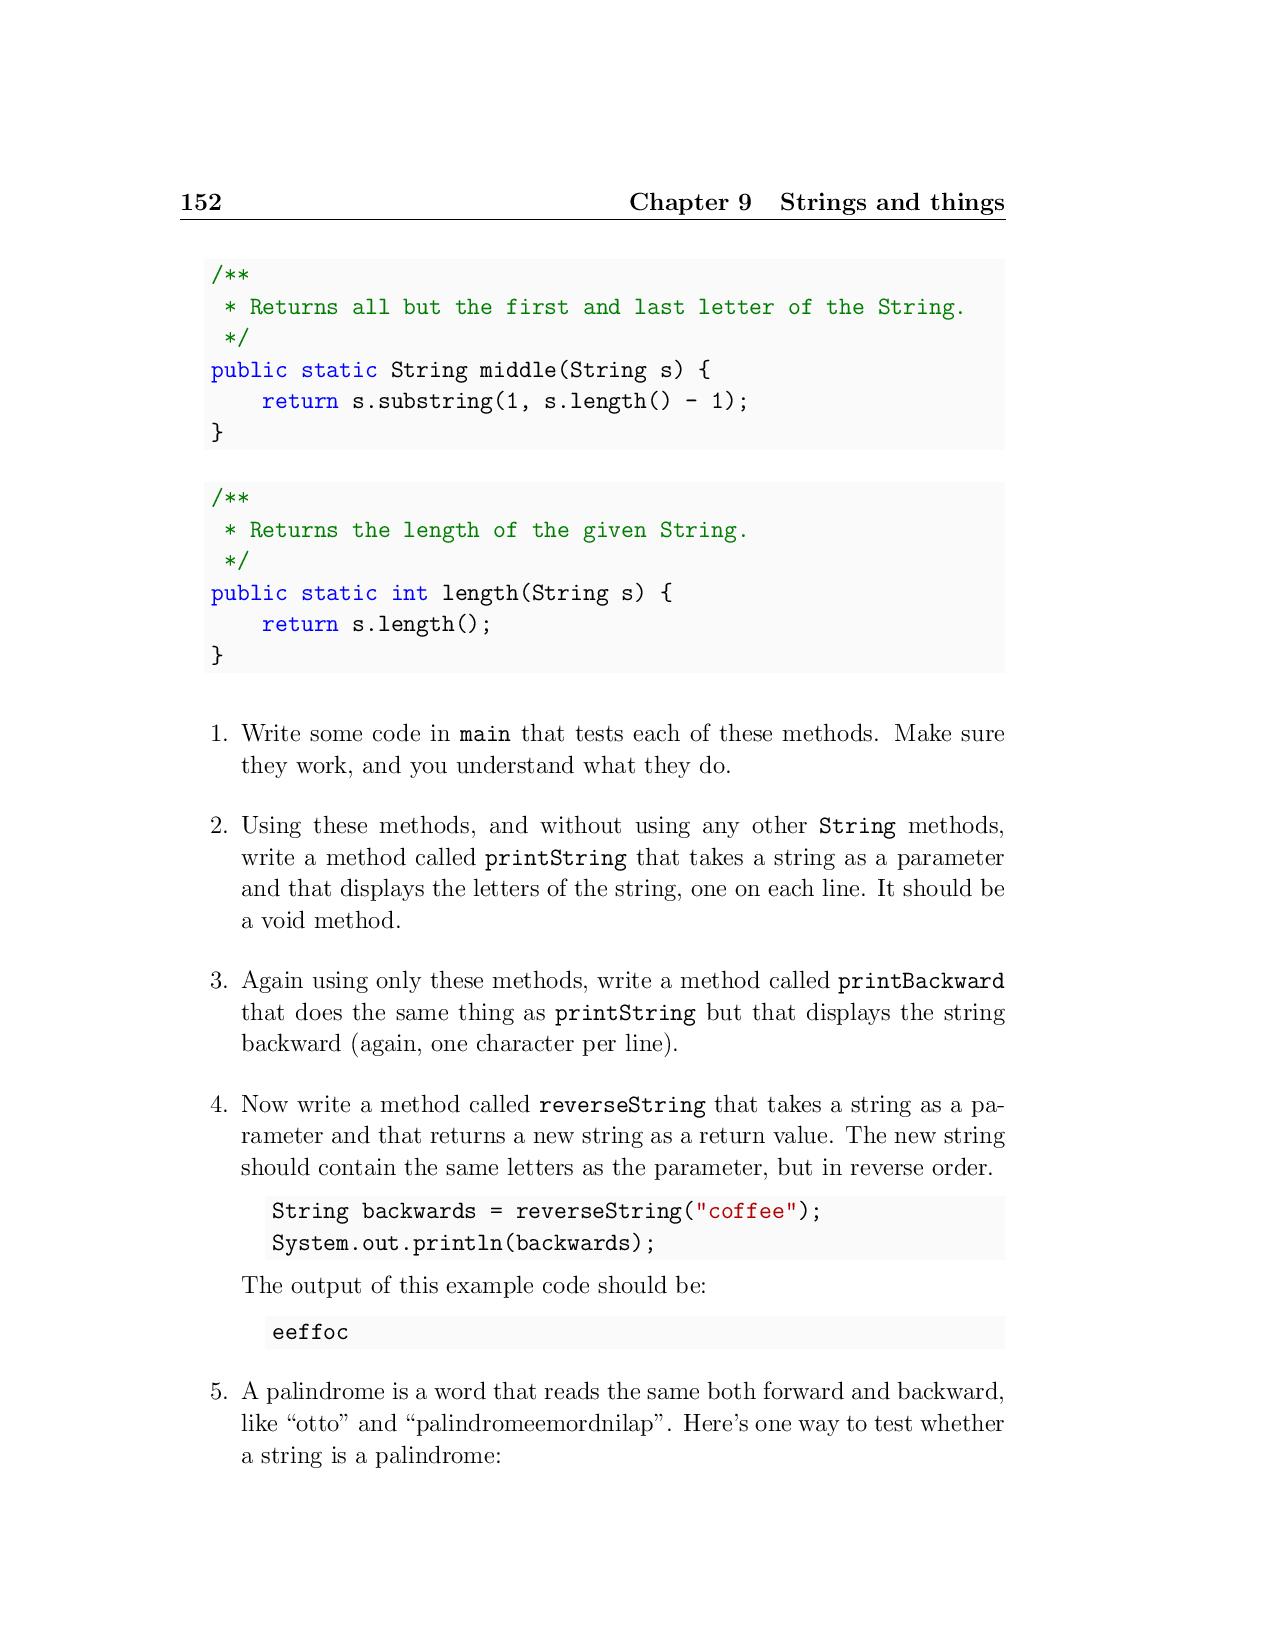 152 Chapter 9 Strings and things
/**
 * Returns all but the first and last letter of the String.
 */
public static String middle(String s) {
    return s.substring(1, s.length() - 1);
}
/**
 * Returns the length of the given String.
 */
public static int length(String s) {
    return s.length();
}
1. Write some code in main that tests each of these methods. Make sure
they work, and you understand what they do.
2. Using these methods, and without using any other String methods,
write a method called printString that takes a string as a parameter
and that displays the letters of the string, one on each line. It should be
a void method.
3. Again using only these methods, write a method called printBackward
that does the same thing as printString but that displays the string
backward (again, one character per line).
4. Now write a method called reverseString that takes a string as a pa-
rameter and that returns a new string as a return value. The new string
should contain the same letters as the parameter, but in reverse order.
String backwards = reverseString("coffee");
System.out.println(backwards);
The output of this example code should be:
eeffoc
5. A palindrome is a word that reads the same both forward and backward,
like “otto” and “palindromeemordnilap”. Here’s one way to test whether
a string is a palindrome: